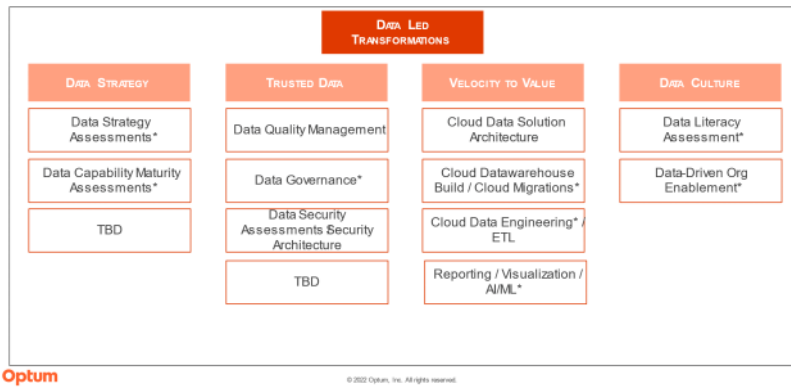 DATA LED
TRANSFORMATIONS
DATA STRATEGY
TRUSTED DATA
VELOCITY TO VALUE
DATA CULTURE
Data Strategy
Assessments*
Data Quality Management
Cloud Data Solution
Architecture
Data Literacy
Assessment*
Data Capability Maturity
Assessments*
Data Governance*
Cloud Datawarehouse
Build / Cloud Migrations*
Data-Driven Org
Enablement*
TBD
Data Security
Assessments Security
Architecture
Cloud Data Engineering* /
ETL
TBD
Reporting / Visualization /
AI/ML*
Optum
© 2022 Optum, Inc. All rights reserved.